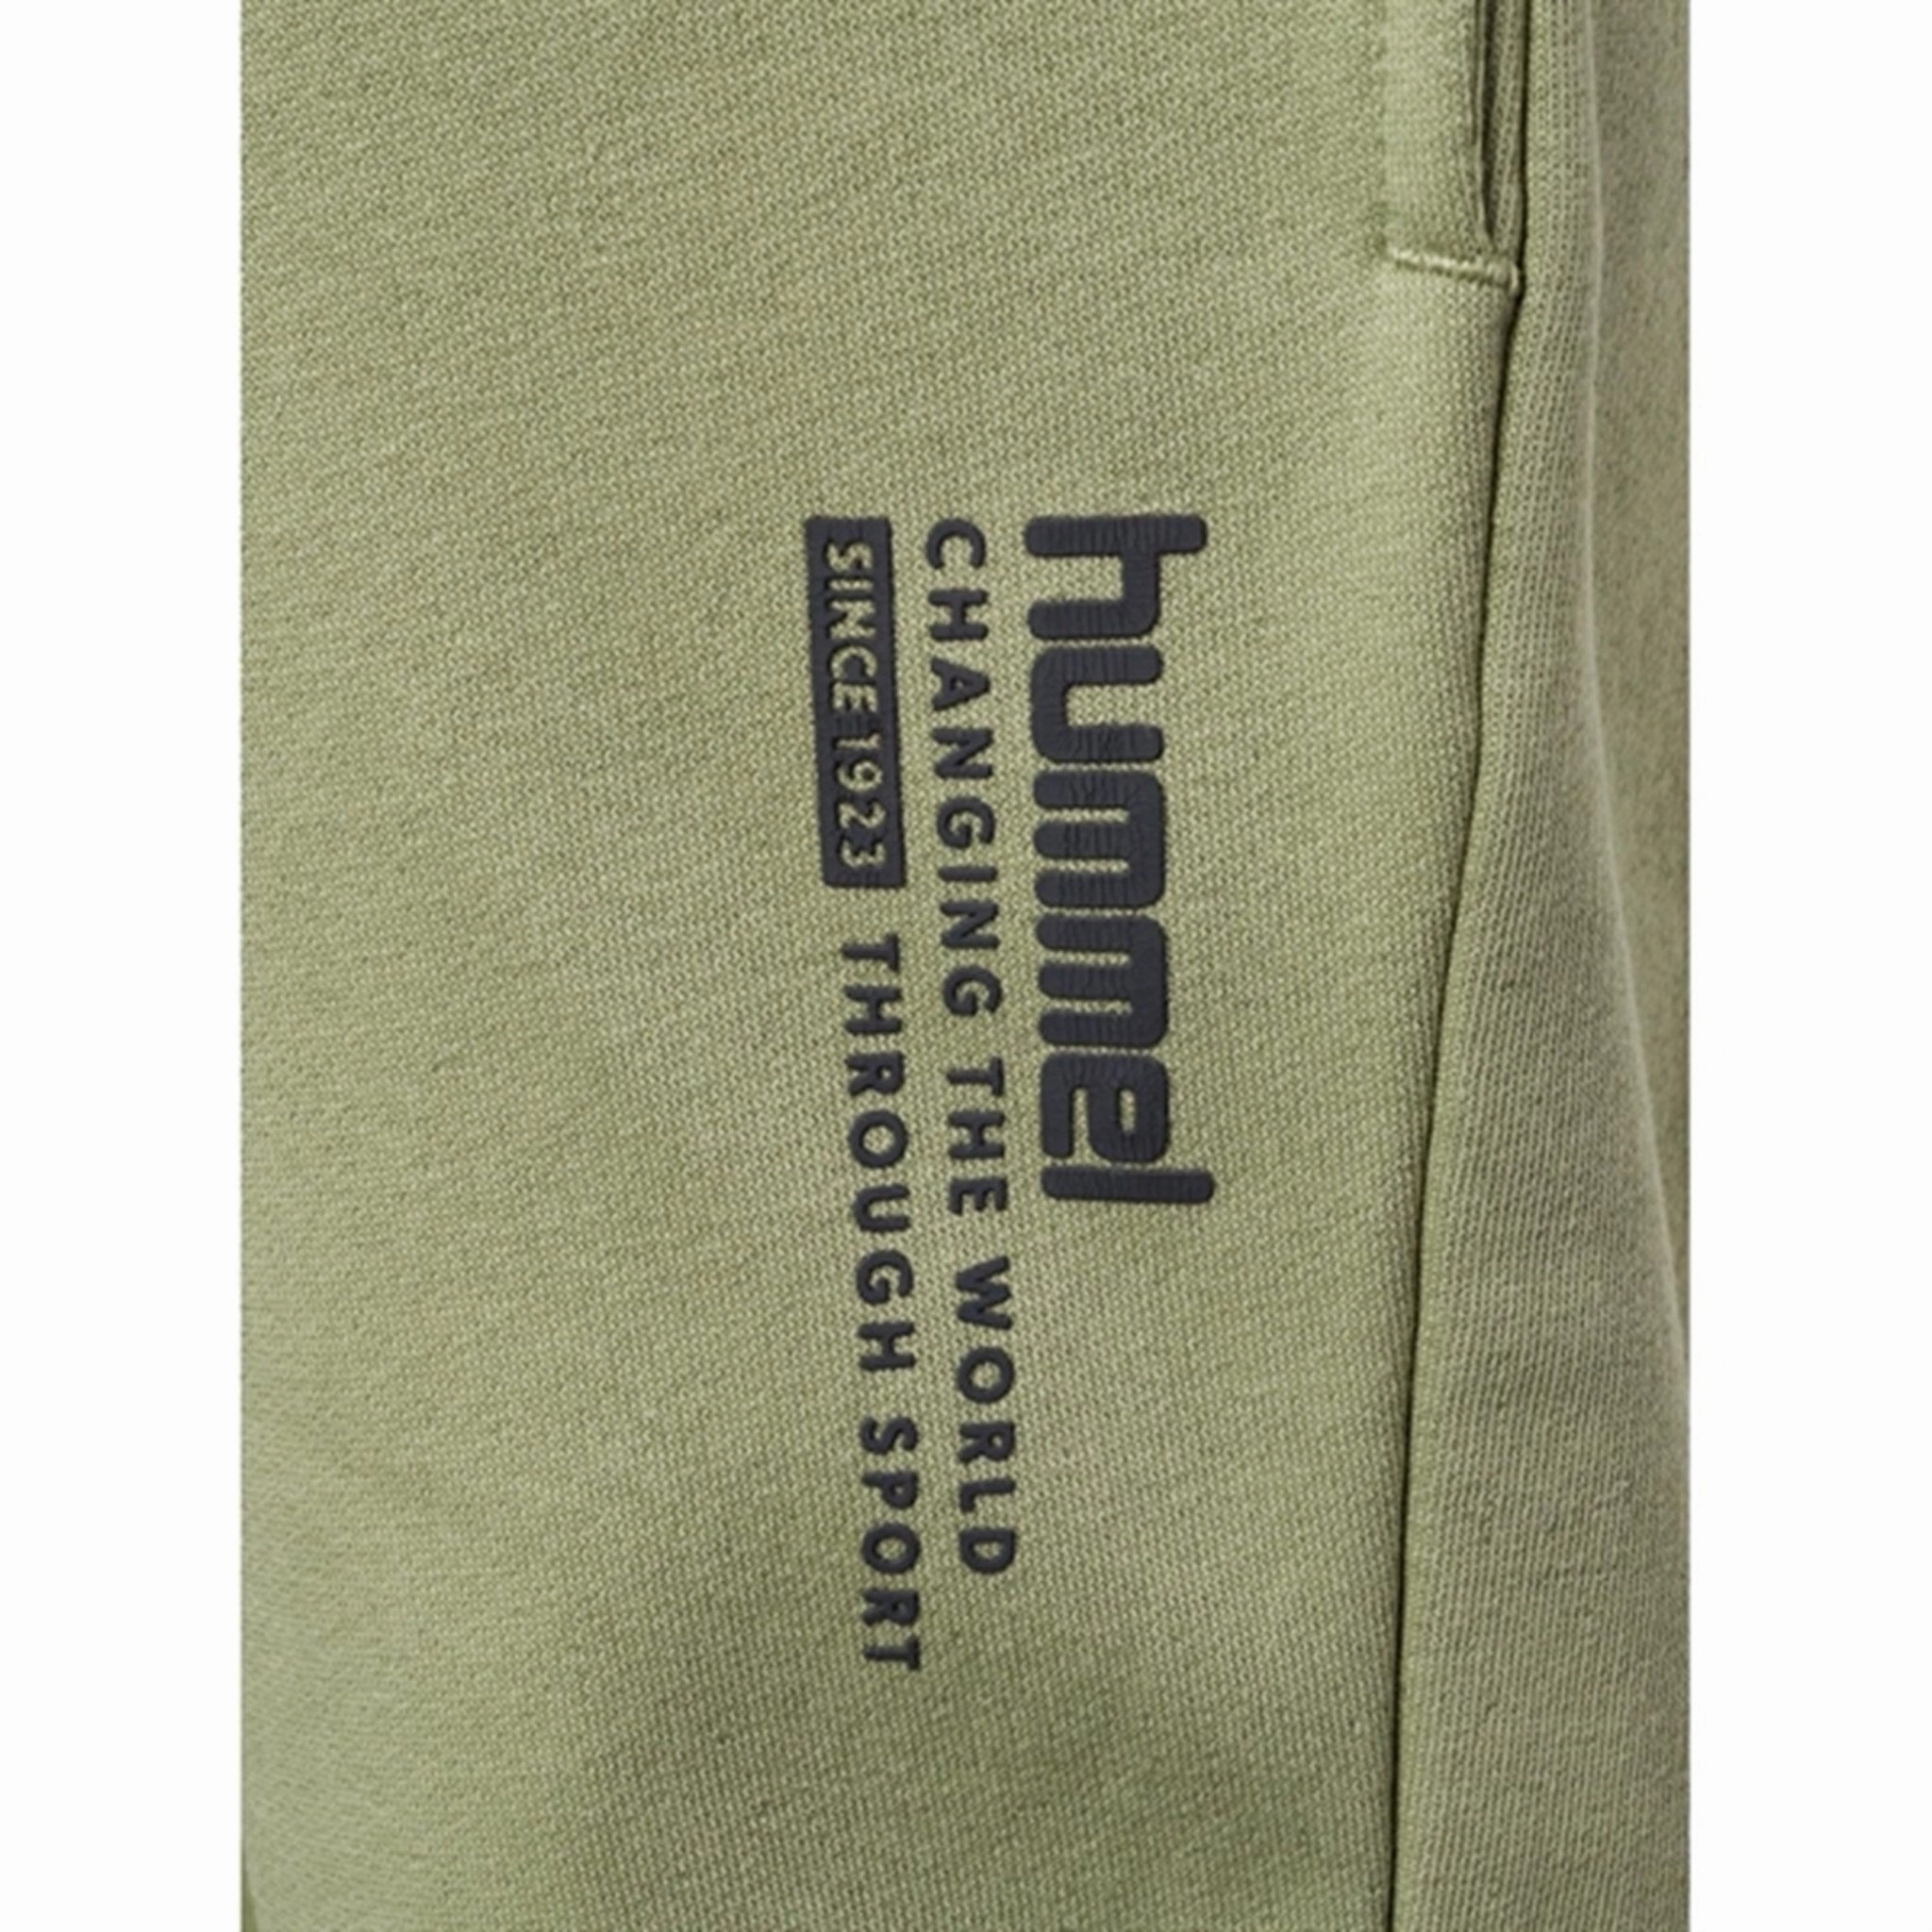 hummel
CHANGING THE WORLD
SINCE 1923 THROUGH SPORT